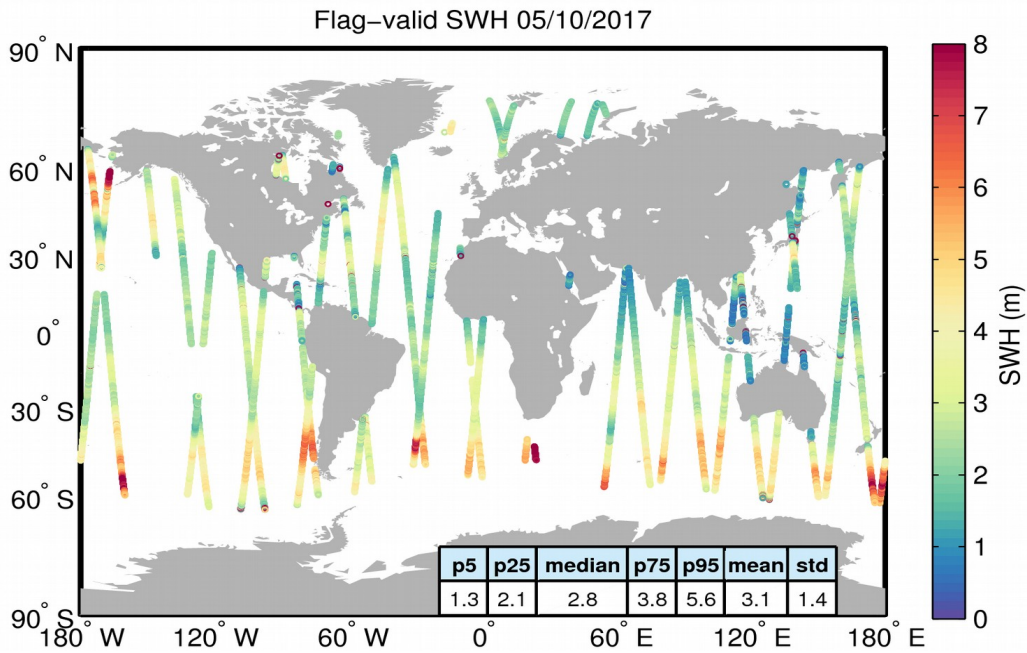 Flag−valid SWH 05/10/2017
90° N
60° N
30° N
0°
30° S
60° S
90° S
180° W
120° W
60° W
0°
60° E
120° E
180° E
8
7
6
5
4
3
2
1
0
SWH (m)
p5 p25 median p75 p95 mean std
1.3 2.1 2.8 3.8 5.6 3.1 1.4